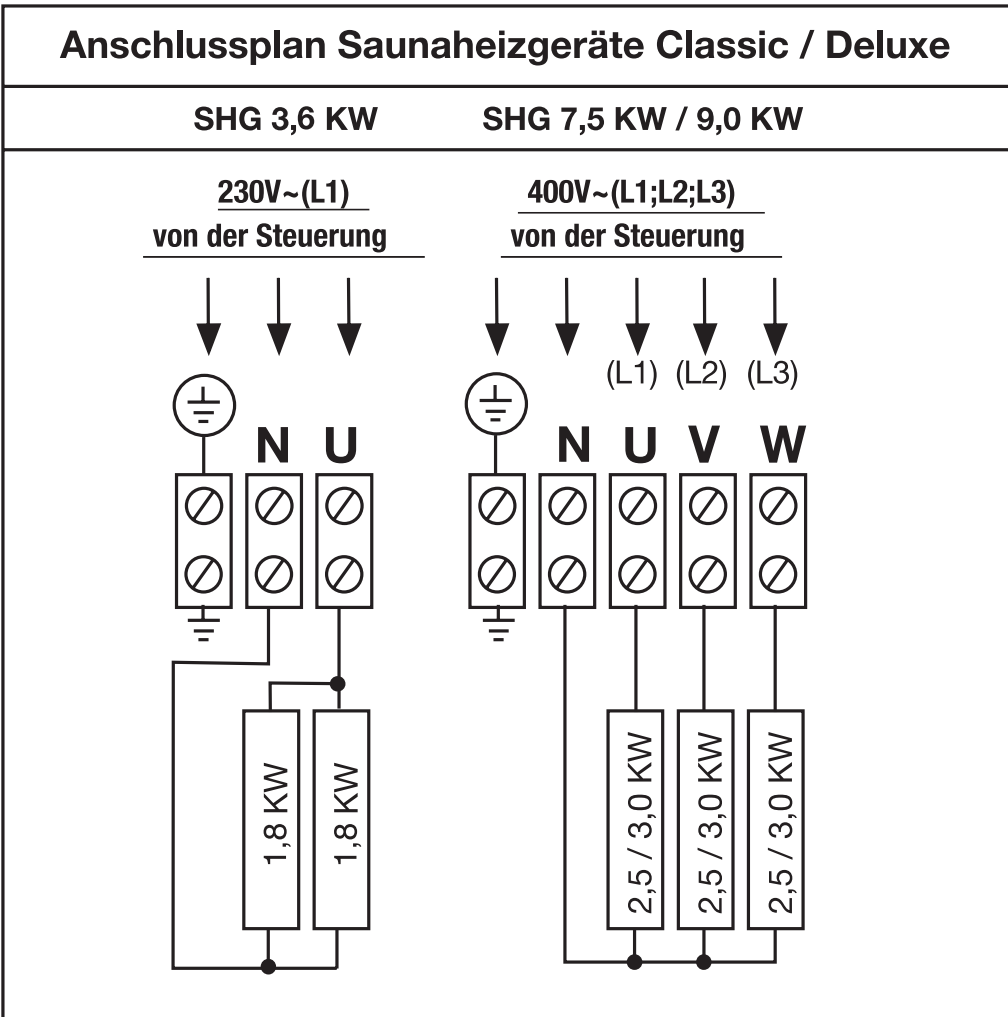 Anschlussplan Saunaheizgeräte Classic / Deluxe
SHG 3,6 KW
SHG 7,5 KW / 9,0 KW
230V~(L1)
von der Steuerung
400V~(L1;L2;L3)
von der Steuerung
(L1) (L2) (L3)
N U
N U V W
1,8 KW
1,8 KW
2,5 / 3,0 KW
2,5 / 3,0 KW
2,5 / 3,0 KW